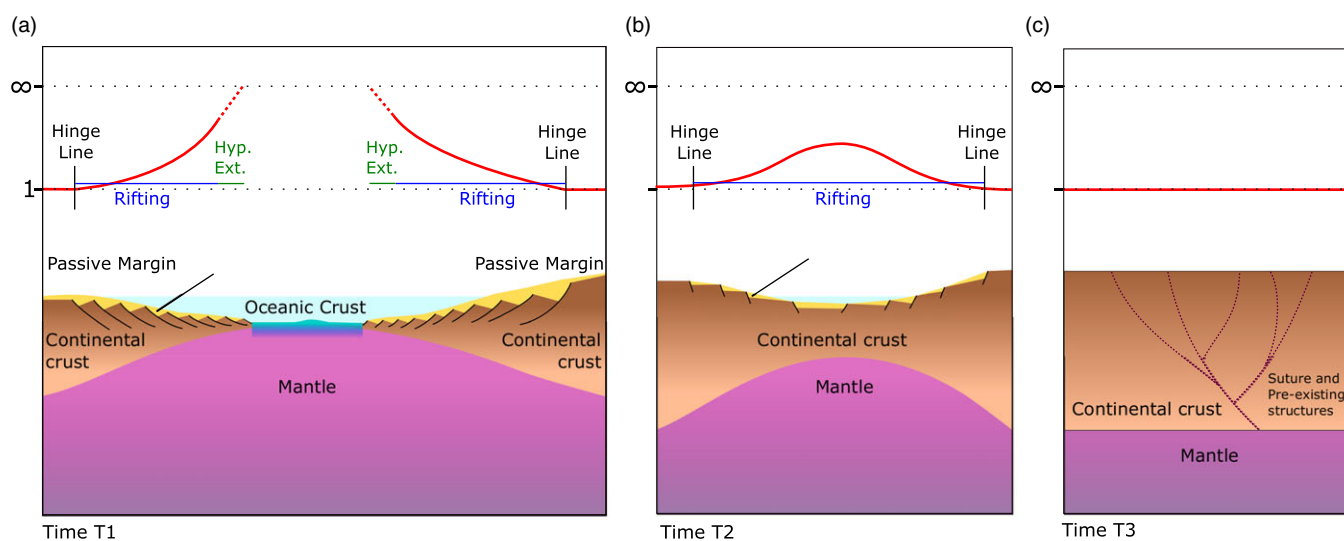 (a)
∞
Hinge
Line
Hyp.
Ext.
Hyp.
Ext.
Hinge
Line
1
Rifting
Rifting
Passive Margin
Passive Margin
Oceanic Crust
Continental
crust
Continental
crust
Mantle
Time T1
(b)
∞
Hinge
Line
Hinge
Line
Rifting
Continental crust
Mantle
Time T2
(c)
∞
Suture and
Pre-existing
structures
Continental crust
Mantle
Time T3